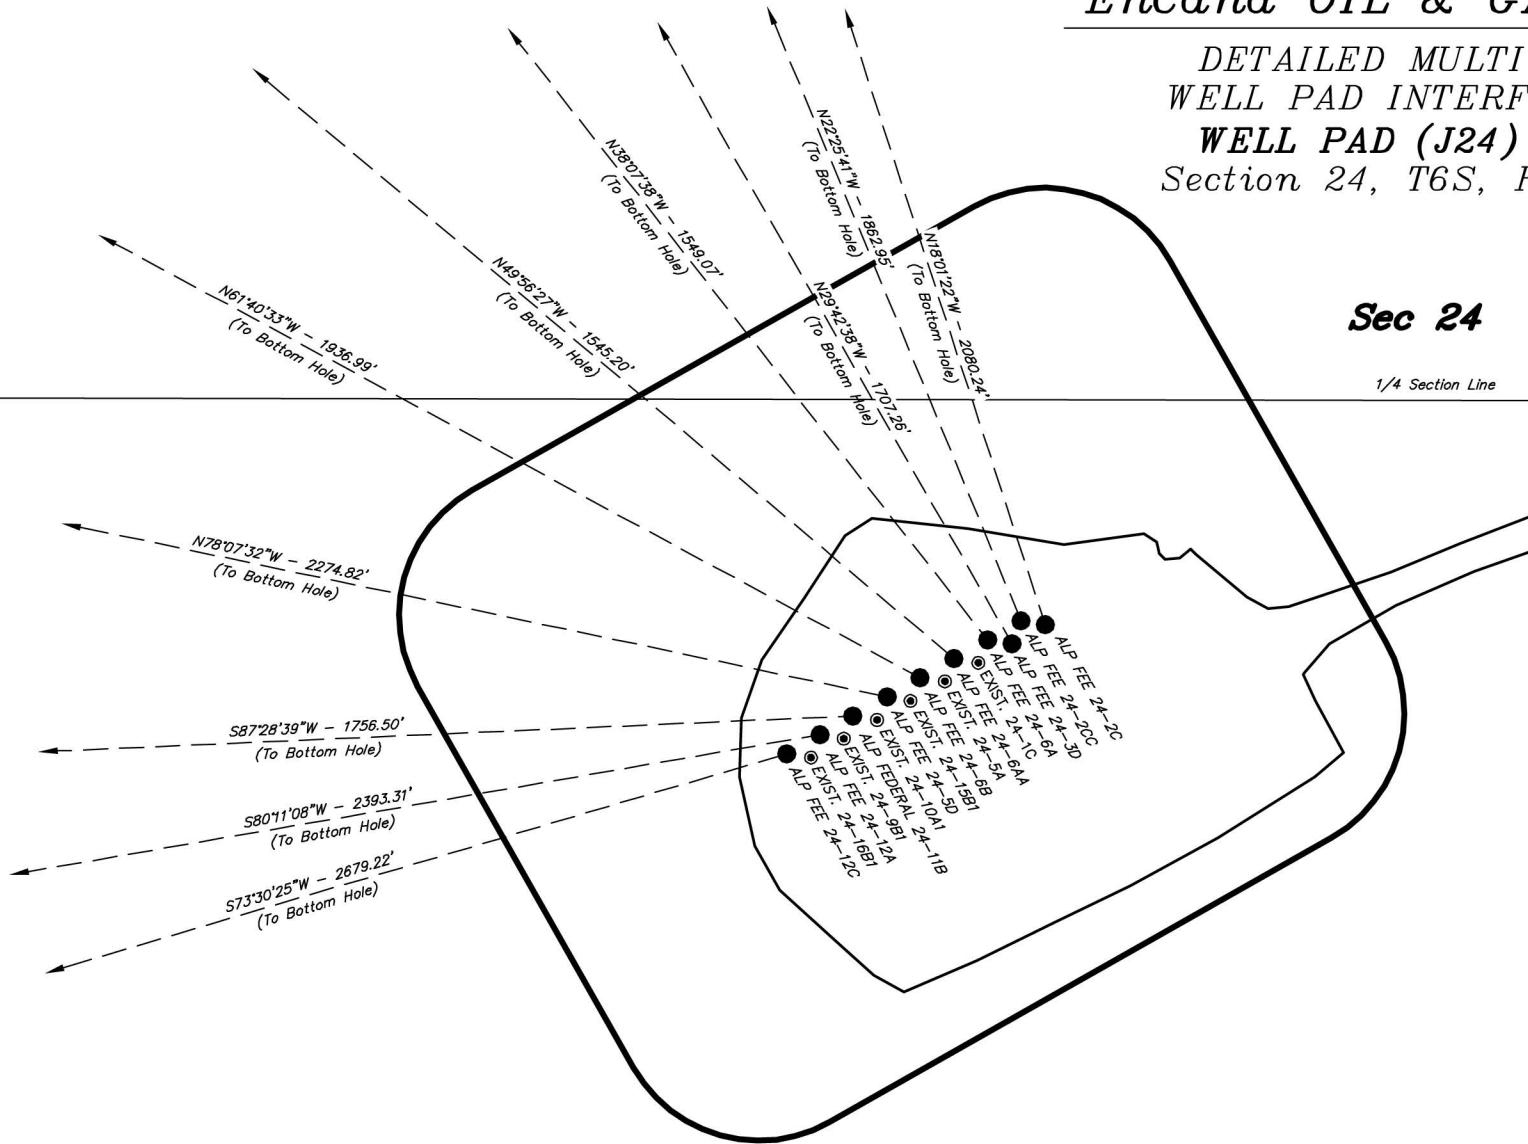 Encana OIL & G
DETAILED MULTI
WELL PAD INTERF
WELL PAD (J24)
Section 24, T6S,
Sec 24
1/4 Section Line
N18°01'22"W - 2080.24'
(To Bottom Hole)
N22°25'41"W - 1862.95'
(To Bottom Hole)
N29°42'38"W - 1707.26'
(To Bottom Hole)
N38°07'38"W - 1549.07'
(To Bottom Hole)
N49°56'27"W - 1545.20'
(To Bottom Hole)
N61°40'33"W - 1936.99'
(To Bottom Hole)
N78°07'32"W - 2274.82'
(To Bottom Hole)
S87°28'39"W - 1756.50'
(To Bottom Hole)
S80°11'08"W - 2393.31'
(To Bottom Hole)
S73°30'25"W - 2679.22'
(To Bottom Hole)
ALP FEE 24-2C
ALP FEE 24-2CC
ALP FEE 24-3D
ALP FEE 24-6A
EXIST. 24-1C
ALP FEE 24-6AA
EXIST. 24-5A
ALP FEE 24-6B
EXIST. 24-15B1
ALP FEE 24-5D
EXIST. 24-10A1
ALP FEDERAL 24-11B
EXIST. 24-9B1
ALP FEE 24-12A
EXIST. 24-16B1
ALP FEE 24-12C